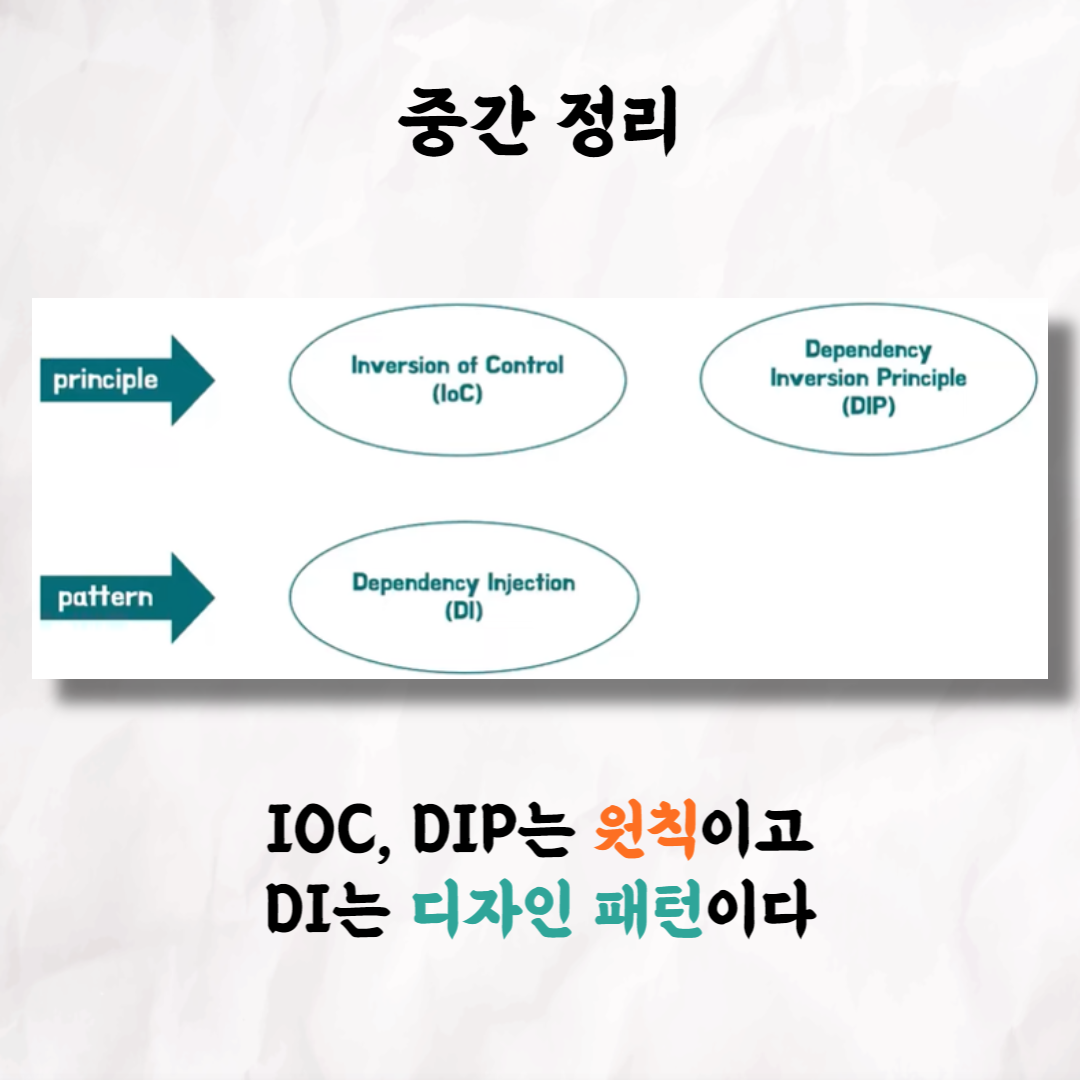 중간 정리
principle
Inversion of Control
(IoC)
Dependency
Inversion Principle
(DIP)
pattern
Dependency Injection
(DI)
IOC, DIP는 원칙이고
DI는 디자인 패턴이다